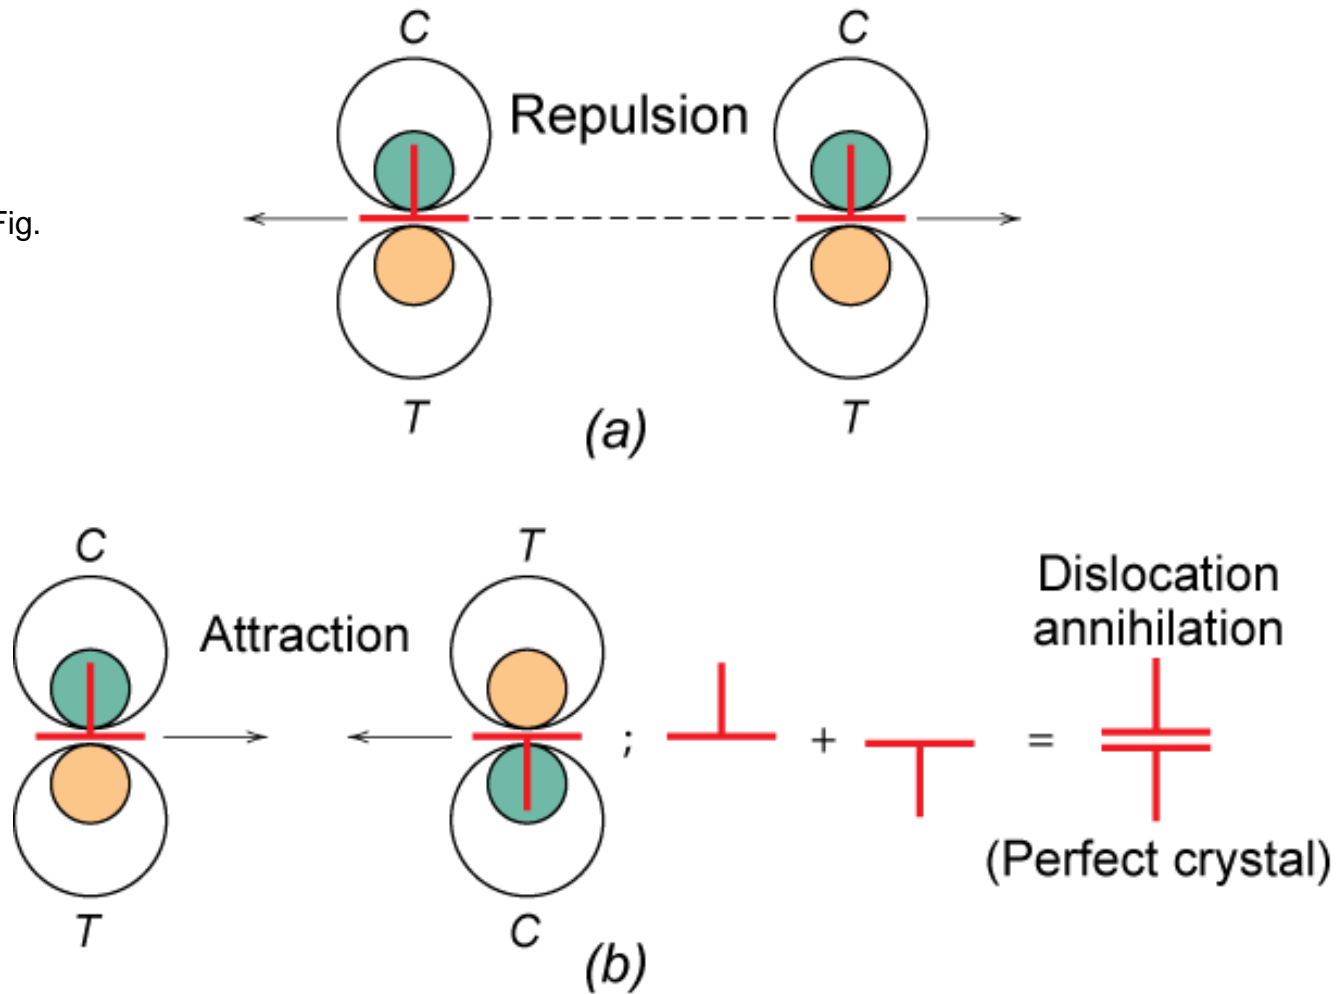 C C
Repulsion
Fig.
T T
(a)
C T
Attraction
Dislocation
annihilation
; + =
(Perfect crystal)
T C
(b)